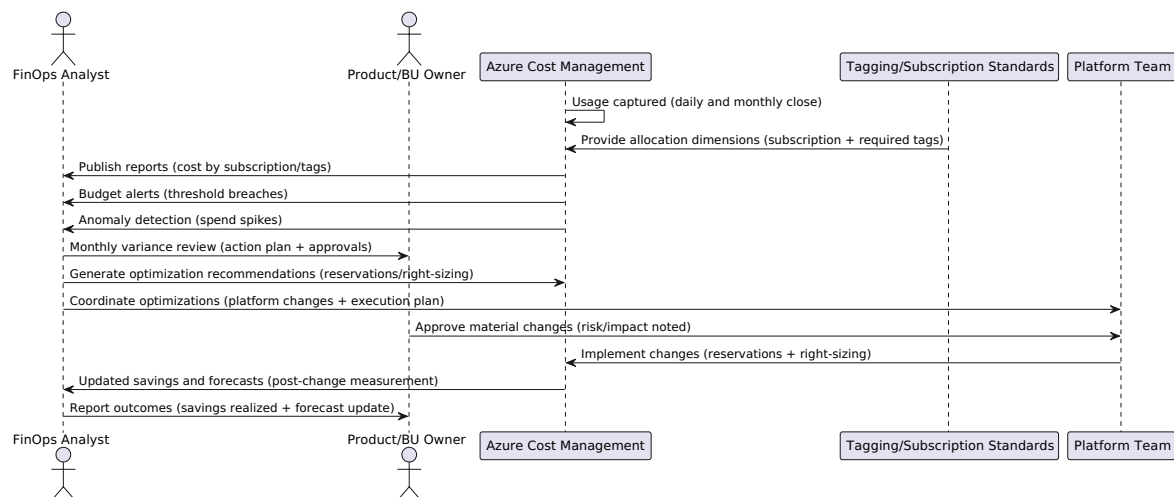 FinOps Analyst
Product/BU Owner
Azure Cost Management
Tagging/Subscription Standards
Platform Team
Usage captured (daily and monthly close)
Provide allocation dimensions (subscription + required tags)
Publish reports (cost by subscription/tags)
Budget alerts (threshold breaches)
Anomaly detection (spend spikes)
Monthly variance review (action plan + approvals)
Generate optimization recommendations (reservations/right-sizing)
Coordinate optimizations (platform changes + execution plan)
Approve material changes (risk/impact noted)
Implement changes (reservations + right-sizing)
Updated savings and forecasts (post-change measurement)
Report outcomes (savings realized + forecast update)
FinOps Analyst
Product/BU Owner
Azure Cost Management
Tagging/Subscription Standards
Platform Team